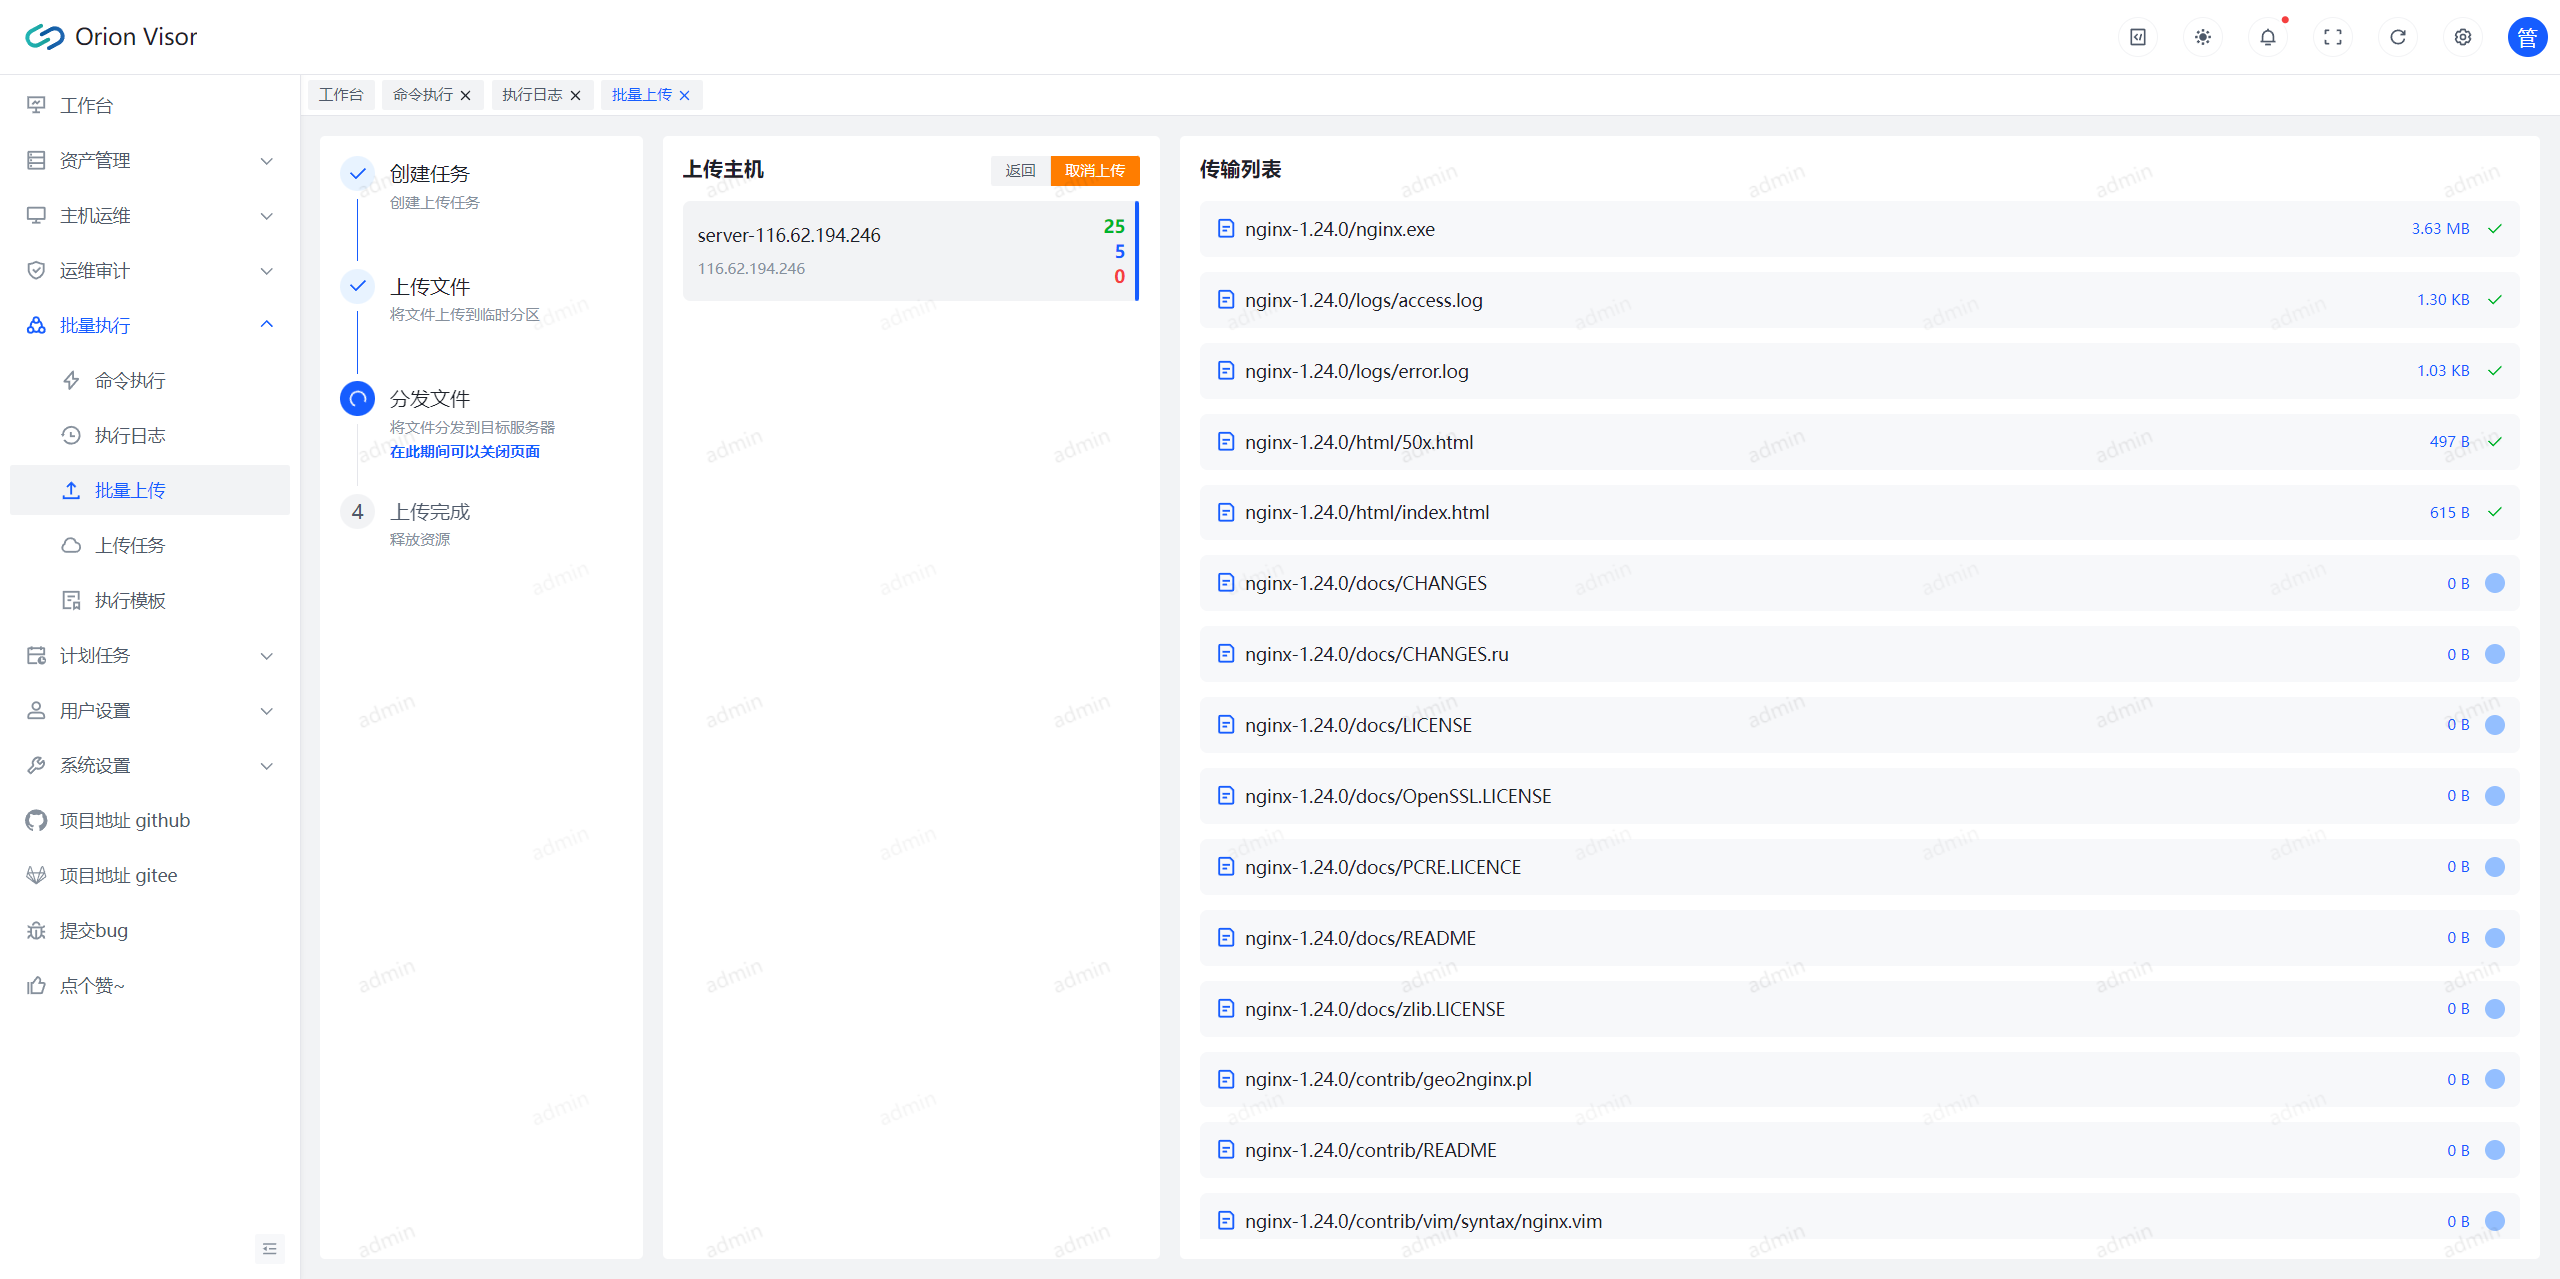 Orion Visor
管
工作台
资产管理
主机运维
运维审计
批量执行
命令执行
执行日志
批量上传
上传任务
执行模板
计划任务
用户设置
系统设置
项目地址 github
项目地址 gitee
提交bug
点个赞~
工作台 命令执行 执行日志 批量上传
创建任务
创建上传任务
上传文件
将文件上传到临时分区
分发文件
将文件分发到目标服务器
在此期间可以关闭页面
4 上传完成
释放资源
上传主机 返回 取消上传
server-116.62.194.246
116.62.194.246
25
5
0
传输列表
nginx-1.24.0/nginx.exe 3.63 MB
nginx-1.24.0/logs/access.log 1.30 KB
nginx-1.24.0/logs/error.log 1.03 KB
nginx-1.24.0/html/50x.html 497 B
nginx-1.24.0/html/index.html 615 B
nginx-1.24.0/docs/CHANGES 0 B
nginx-1.24.0/docs/CHANGES.ru 0 B
nginx-1.24.0/docs/LICENSE 0 B
nginx-1.24.0/docs/OpenSSL.LICENSE 0 B
nginx-1.24.0/docs/PCRE.LICENCE 0 B
nginx-1.24.0/docs/README 0 B
nginx-1.24.0/docs/zlib.LICENSE 0 B
nginx-1.24.0/contrib/geo2nginx.pl 0 B
nginx-1.24.0/contrib/README 0 B
nginx-1.24.0/contrib/vim/syntax/nginx.vim 0 B
admin